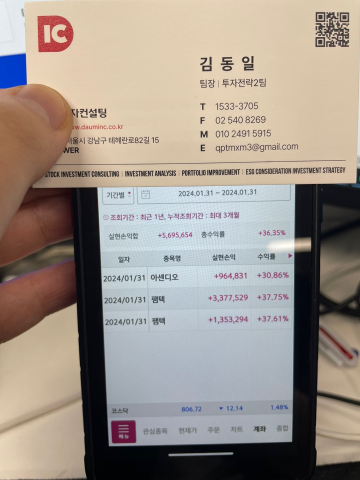 IC
김동일
팀장 | 투자전략2팀
T 1533-3705
F 02 540 8269
M 010 2491 5915
E qptmxm3@gmail.com
자컨설팅
www.dauminc.co.kr
서울시 강남구 테헤란로82길 15
WER
STOCK INVESTMENT CONSULTING | INVESTMENT ANALYSIS | PORTFOLIO IMPROVEMENT | ESG CONSIDERATION INVESTMENT STRATEGY
기간별 2024.01.31 ~ 2024.01.31
조회기간 : 최근 1년, 누적조회기간 : 최대 3개월
실현손익합 +5,695,654 총수익률 +36.35%
일자 종목명 실현손익 수익률
2024/01/31 아센디오 +964,831 +30.86%
2024/01/31 팸텍 +3,377,529 +37.75%
2024/01/31 팸텍 +1,353,294 +37.61%
코스닥 806.72 ▼ 12.14 1.48%
메뉴 관심종목 현재가 주문 차트 계좌 종합